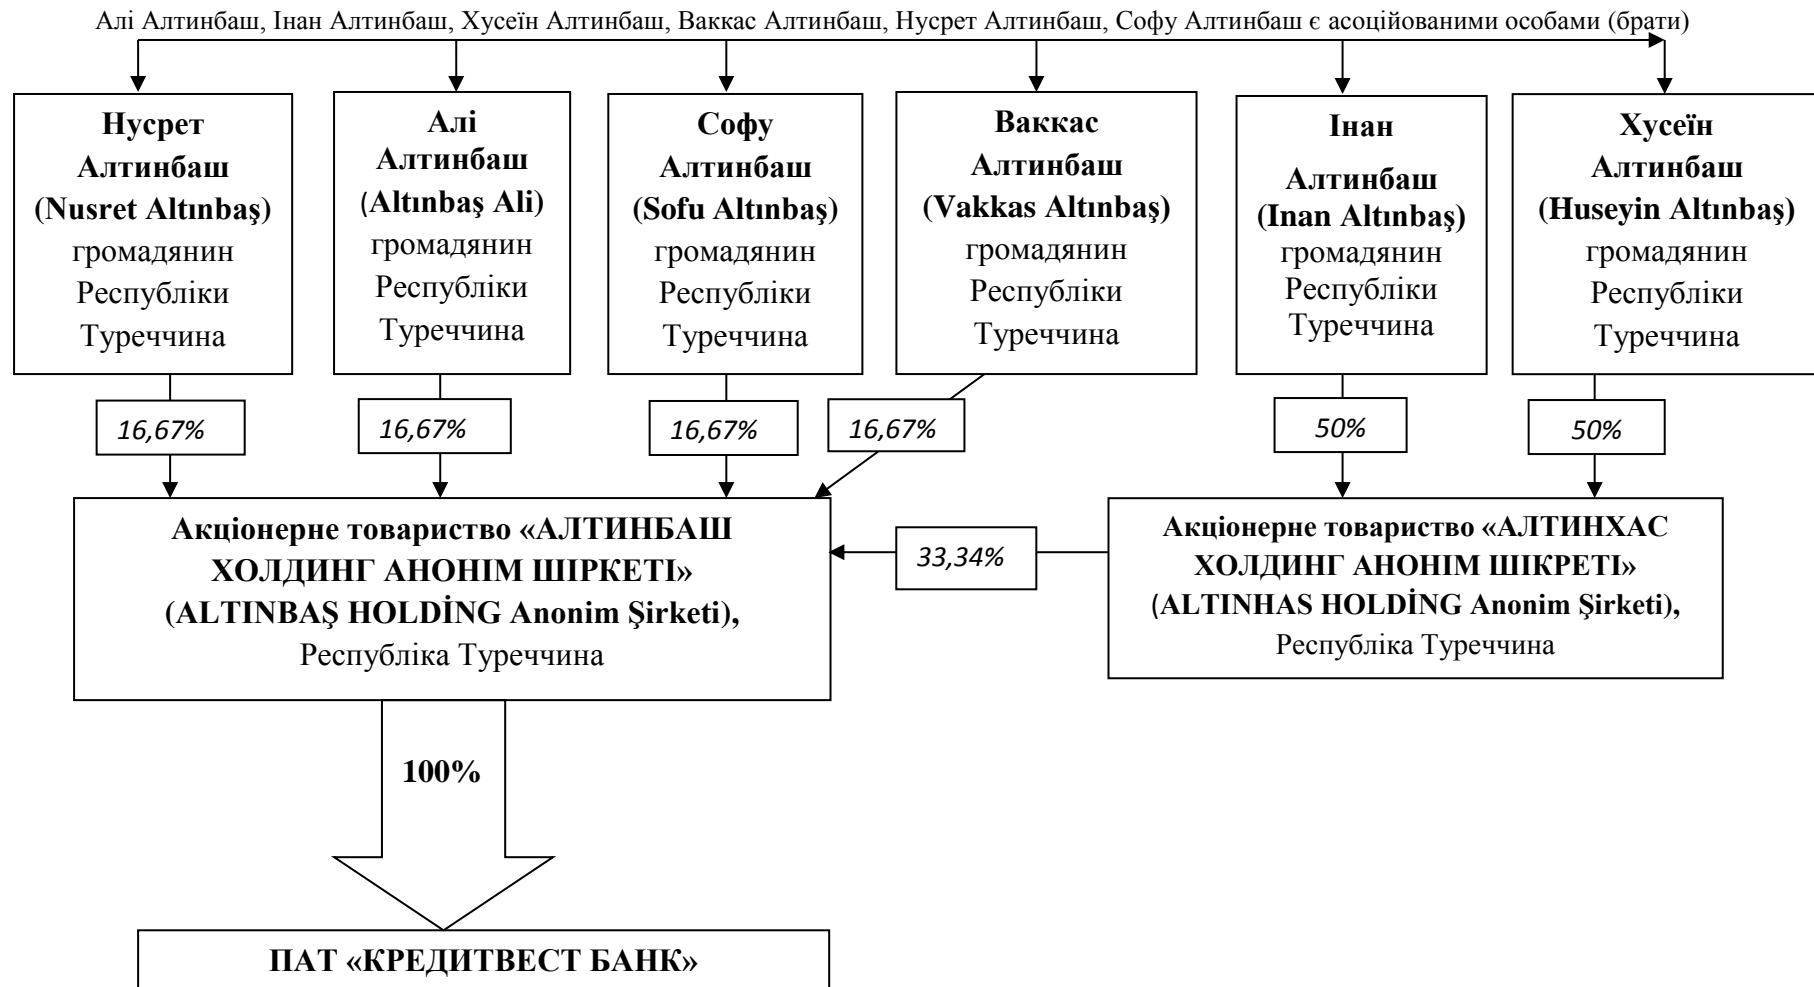 Алі Алтинбаш, Інан Алтинбаш, Хусеїн Алтинбаш, Ваккас Алтинбаш, Нусрет Алтинбаш, Софу Алтинбаш є асоційованими особами (брати)
Нусрет
Алтинбаш
(Nusret Altınbaş)
громадянин
Республіки
Туреччина
Алі
Алтинбаш
(Altınbaş Ali)
громадянин
Республіки
Туреччина
Софу
Алтинбаш
(Sofu Altınbaş)
громадянин
Республіки
Туреччина
Ваккас
Алтинбаш
(Vakkas Altınbaş)
громадянин
Республіки
Туреччина
Інан
Алтинбаш
(Inan Altınbaş)
громадянин
Республіки
Туреччина
Хусеїн
Алтинбаш
(Huseyin Altınbaş)
громадянин
Республіки
Туреччина
16,67%
16,67%
16,67%
16,67%
50%
50%
Акціонерне товариство «АЛТИНБАШ
ХОЛДИНГ АНОНІМ ШІРКЕТІ»
(ALTINBAŞ HOLDİNG Anonim Şirketi),
Республіка Туреччина
33,34%
Акціонерне товариство «АЛТИНХАС
ХОЛДИНГ АНОНІМ ШІКРЕТІ»
(ALTINHAS HOLDİNG Anonim Şirketi),
Республіка Туреччина
100%
ПАТ «КРЕДИТВЕСТ БАНК»